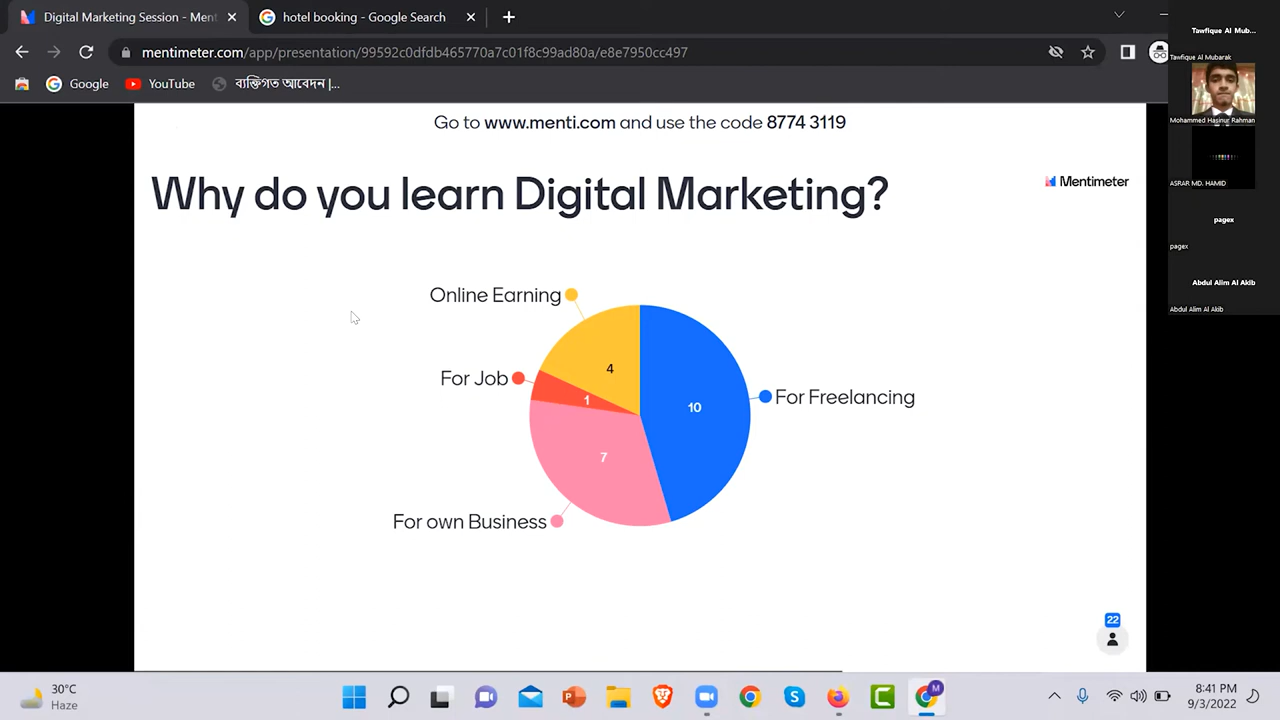 Digital Marketing Session - Ment
hotel booking - Google Search
mentimeter.com/app/presentation/99592c0dfdb465770a7c01f8c99ad80a/e8e7950cc497
Google
YouTube
ব্যক্তিগত আবেদন |...
Go to www.menti.com and use the code 8774 3119
Why do you learn Digital Marketing?
Mentimeter
Online Earning
4
For Job
1
For Freelancing
10
7
For own Business
22
Tawfique Al Mub...
Tawfique Al Mubarak
Mohammed Hasinur Rahman
ASRAR MD. HAMID
pagex
pagex
Abdul Alim Al Akib
Abdul Alim Al Akib
30°C
Haze
M
8:41 PM
9/3/2022